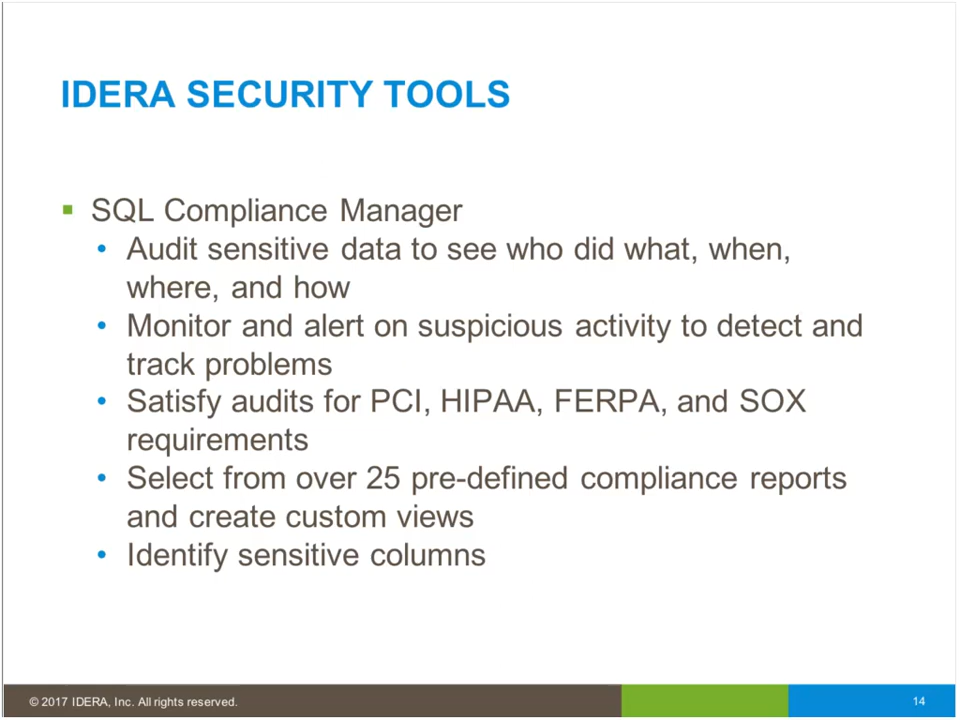 IDERA SECURITY TOOLS
SQL Compliance Manager
Audit sensitive data to see who did what, when,
where, and how
Monitor and alert on suspicious activity to detect and
track problems
Satisfy audits for PCI, HIPAA, FERPA, and SOX
requirements
Select from over 25 pre-defined compliance reports
and create custom views
Identify sensitive columns
© 2017 IDERA, Inc. All rights reserved.
14